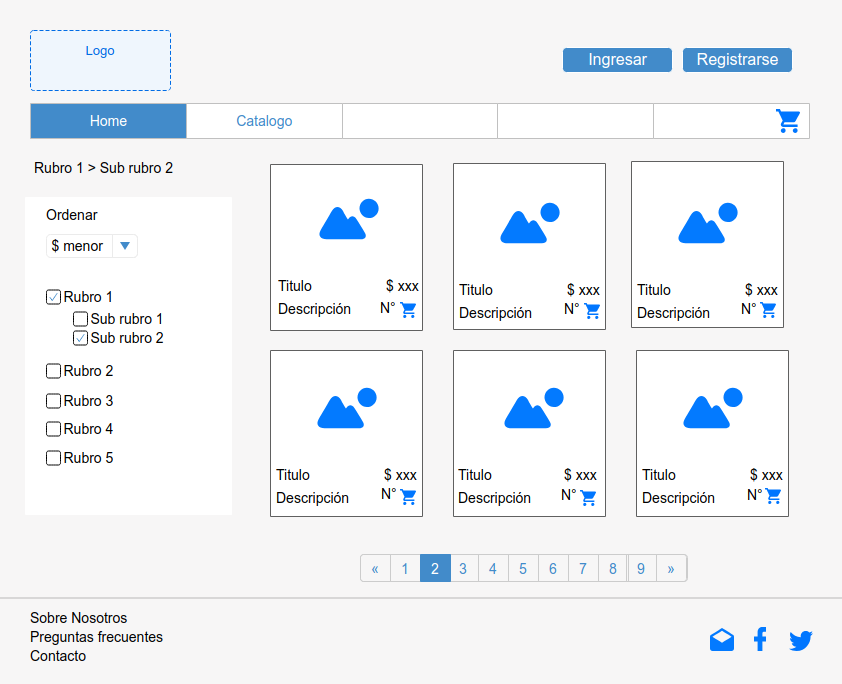 Logo
Ingresar
Registrarse
Home
Catalogo
Rubro 1 > Sub rubro 2
Ordenar
$ menor
Rubro 1
Sub rubro 1
Sub rubro 2
Rubro 2
Rubro 3
Rubro 4
Rubro 5
Titulo $ xxx
Descripción N°
Titulo $ xxx
Descripción N°
Titulo $ xxx
Descripción N°
Titulo $ xxx
Descripción N°
Titulo $ xxx
Descripción N°
Titulo $ xxx
Descripción N°
« 1 2 3 4 5 6 7 8 9 »
Sobre Nosotros
Preguntas frecuentes
Contacto